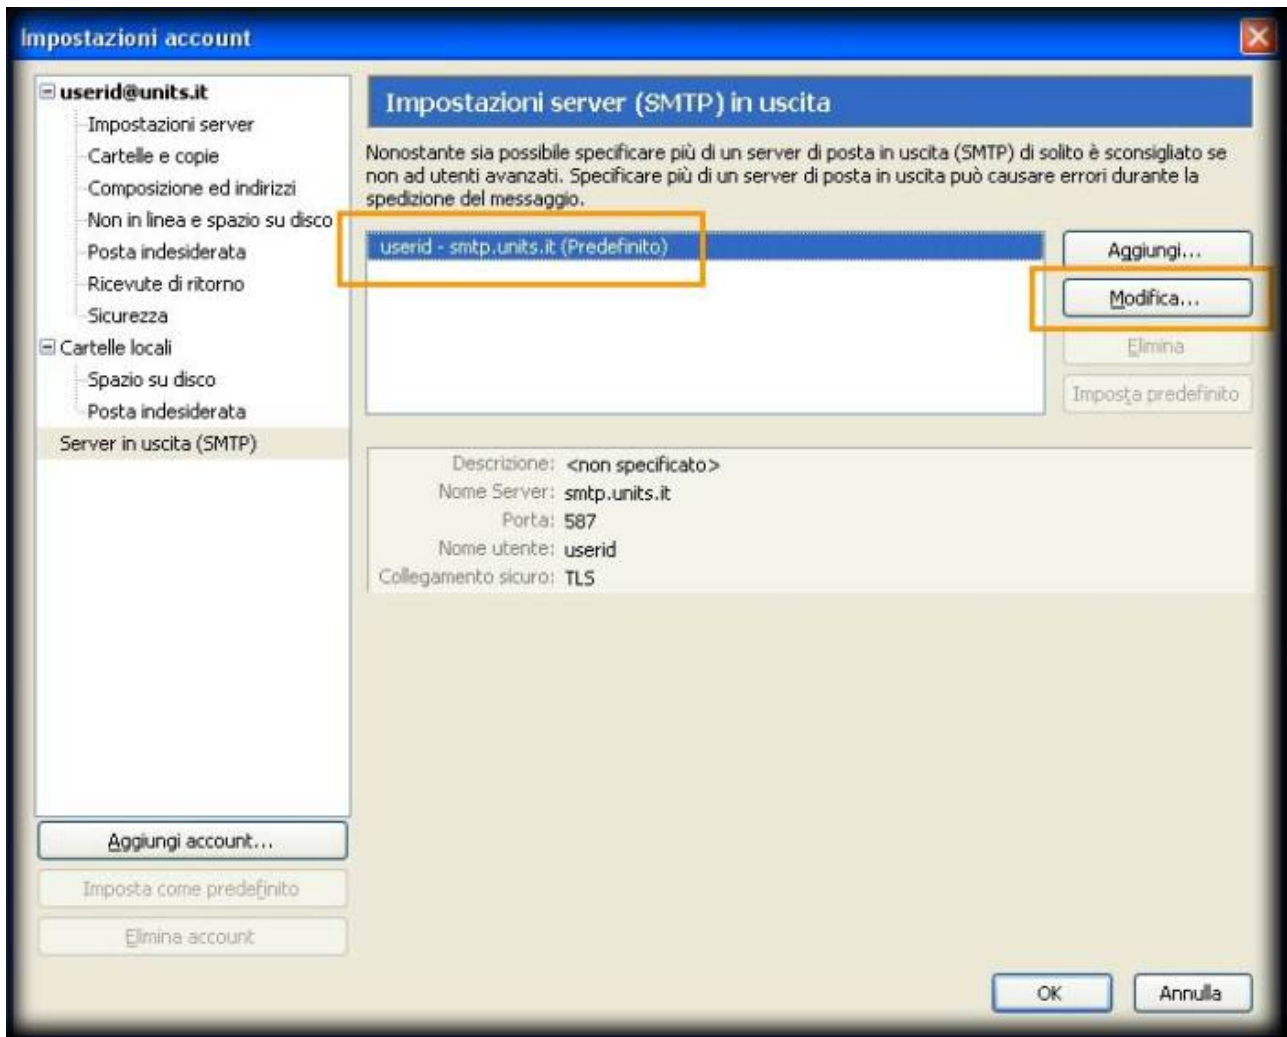 Impostazioni account
userid@units.it
Impostazioni server
Cartelle e copie
Composizione ed indirizzi
Non in linea e spazio su disco
Posta indesiderata
Ricevute di ritorno
Sicurezza
Cartelle locali
Spazio su disco
Posta indesiderata
Server in uscita (SMTP)
Aggiungi account...
Imposta come predefinito
Elimina account
Impostazioni server (SMTP) in uscita
Nonostante sia possibile specificare più di un server di posta in uscita (SMTP) di solito è sconsigliato se
non ad utenti avanzati. Specificare più di un server di posta in uscita può causare errori durante la
spedizione del messaggio.
userid - smtp.units.it (Predefinito)
Aggiungi...
Modifica...
Elimina
Imposta predefinito
Descrizione: <non specificato>
Nome Server: smtp.units.it
Porta: 587
Nome utente: userid
Collegamento sicuro: TLS
OK
Annulla